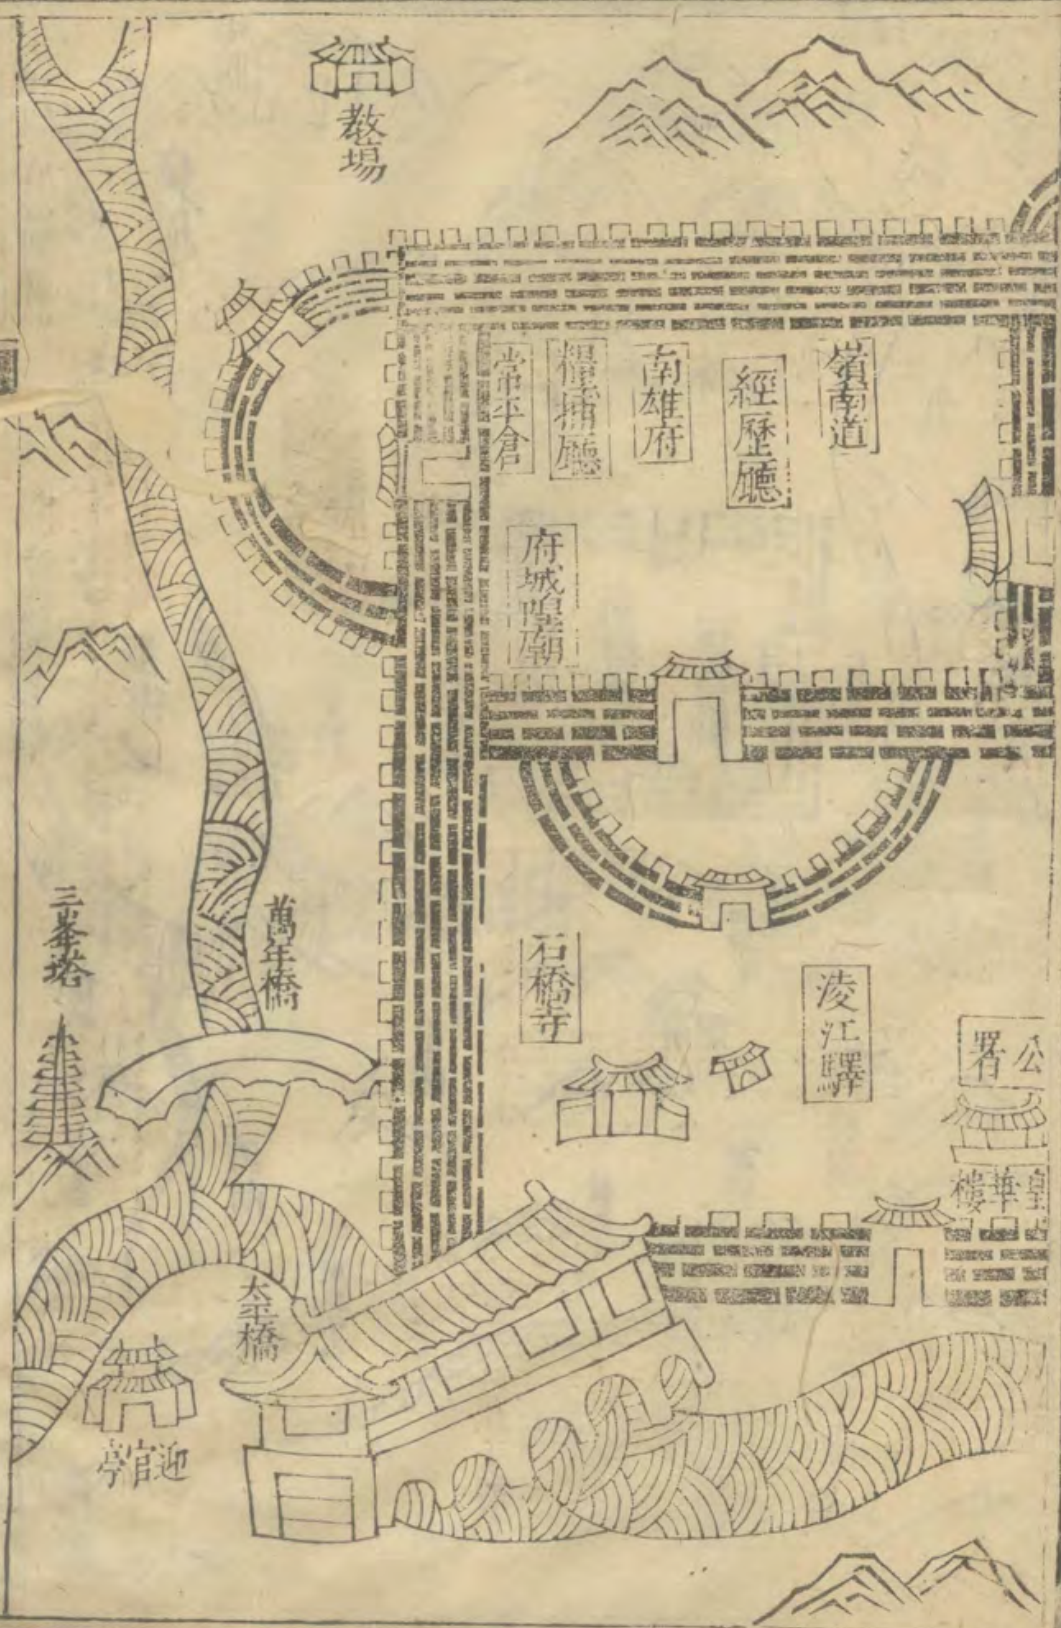 教場
嶺南道
經歷廳
南雄府
糧捕廳
常平倉
府城隍廟
凌江驛
石橋寺
公署
皇華樓
萬年橋
三峯塔
太平橋
迎官亭